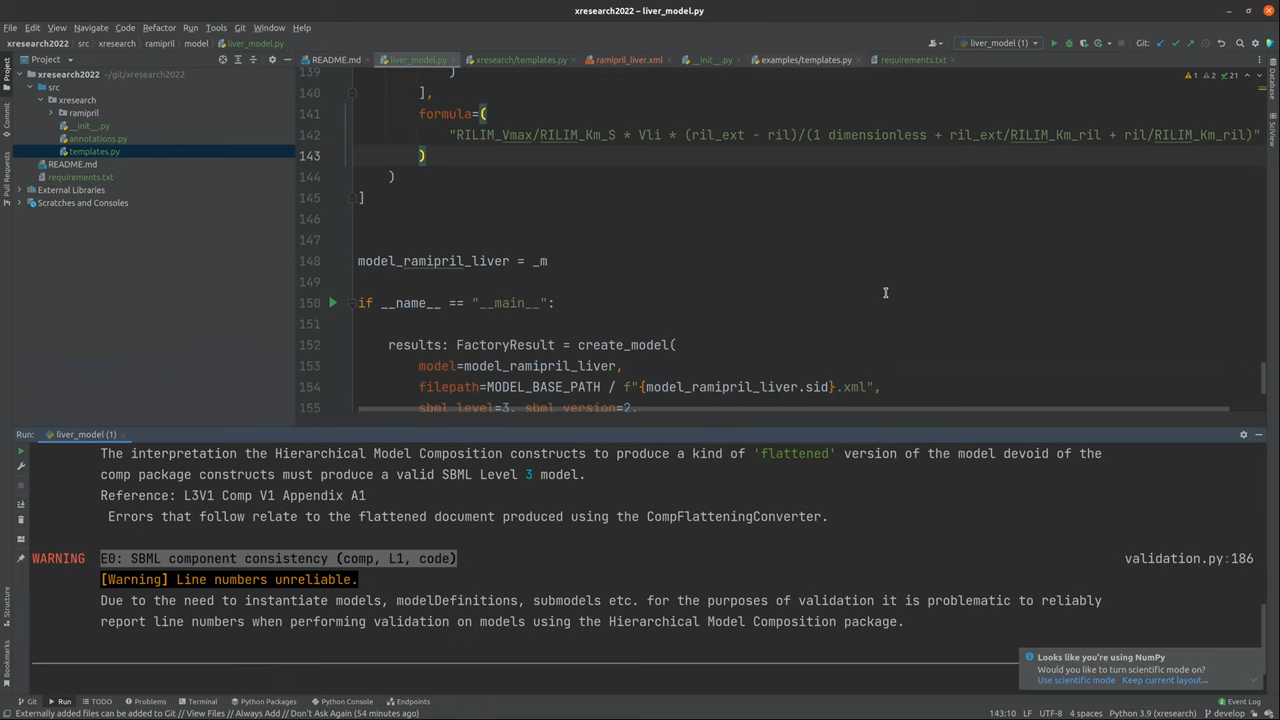 xresearch2022 – liver_model.py
File Edit View Navigate Code Refactor Run Tools Git Window Help
xresearch2022 src xresearch ramipril model liver_model.py liver_model (1) Git:
Project README.md liver_model.py xresearch/templates.py ramipril_liver.xml __init__.py examples/templates.py requirements.txt
xresearch2022 ~/git/xresearch2022
src
xresearch
ramipril
__init__.py
annotations.py
templates.py
README.md
requirements.txt
External Libraries
Scratches and Consoles
1 2 21
139 )
140 ],
141 formula=(
142 "RILIM_Vmax/RILIM_Km_S * Vli * (ril_ext - ril)/(1 dimensionless + ril_ext/RILIM_Km_ril + ril/RILIM_Km_ril)"
143 )
144 )
145 ]
146
147
148 model_ramipril_liver = _m
149
150 if __name__ == "__main__":
151
152 results: FactoryResult = create_model(
153 model=model_ramipril_liver,
154 filepath=MODEL_BASE_PATH / f"{model_ramipril_liver.sid}.xml",
155 sbml_level=3, sbml_version=2,
Project
Commit
Pull Requests
Structure
Bookmarks
Database
SciView
Run: liver_model (1)
The interpretation the Hierarchical Model Composition constructs to produce a kind of 'flattened' version of the model devoid of the
comp package constructs must produce a valid SBML Level 3 model.
Reference: L3V1 Comp V1 Appendix A1
Errors that follow relate to the flattened document produced using the CompFlatteningConverter.
WARNING E0: SBML component consistency (comp, L1, code) validation.py:186
[Warning] Line numbers unreliable.
Due to the need to instantiate models, modelDefinitions, submodels etc. for the purposes of validation it is problematic to reliably
report line numbers when performing validation on models using the Hierarchical Model Composition package.
Looks like you're using NumPy
Would you like to turn scientific mode on?
Use scientific mode Keep current layout...
Git Run TODO Problems Terminal Python Packages Python Console Endpoints Event Log
Externally added files can be added to Git // View Files // Always Add // Don't Ask Again (54 minutes ago) 143:10 LF UTF-8 4 spaces Python 3.9 (xresearch) develop